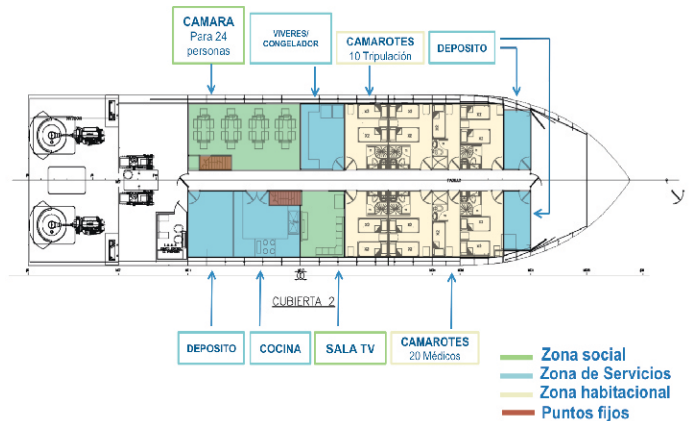 CAMARA
Para 24
personas
VIVERES/
CONGELADOR
CAMAROTES
10 Tripulación
DEPOSITO
PASILLO
CUBIERTA 2
DEPOSITO
COCINA
SALA TV
CAMAROTES
20 Médicos
Zona social
Zona de Servicios
Zona habitacional
Puntos fijos